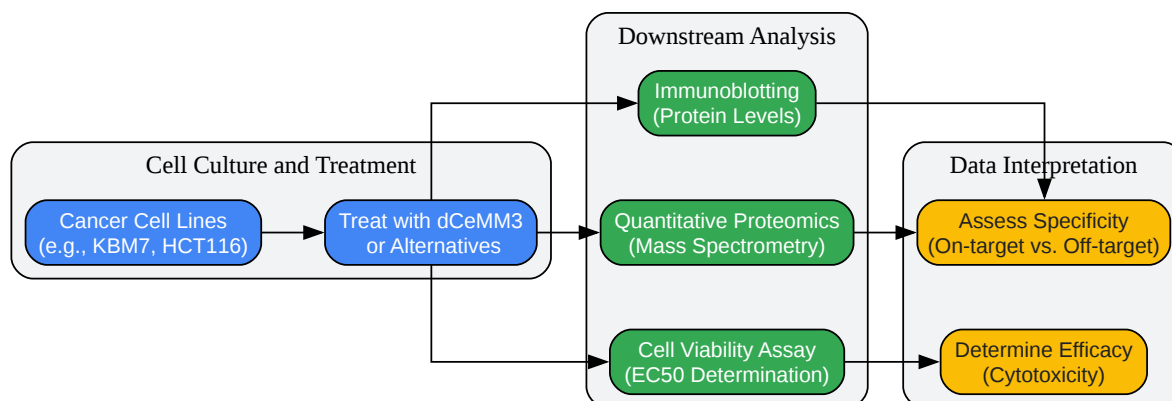 Cell Culture and Treatment
Cancer Cell Lines
(e.g., KBM7, HCT116)
Treat with dCeMM3
or Alternatives
Downstream Analysis
Immunoblotting
(Protein Levels)
Quantitative Proteomics
(Mass Spectrometry)
Cell Viability Assay
(EC50 Determination)
Data Interpretation
Assess Specificity
(On-target vs. Off-target)
Determine Efficacy
(Cytotoxicity)